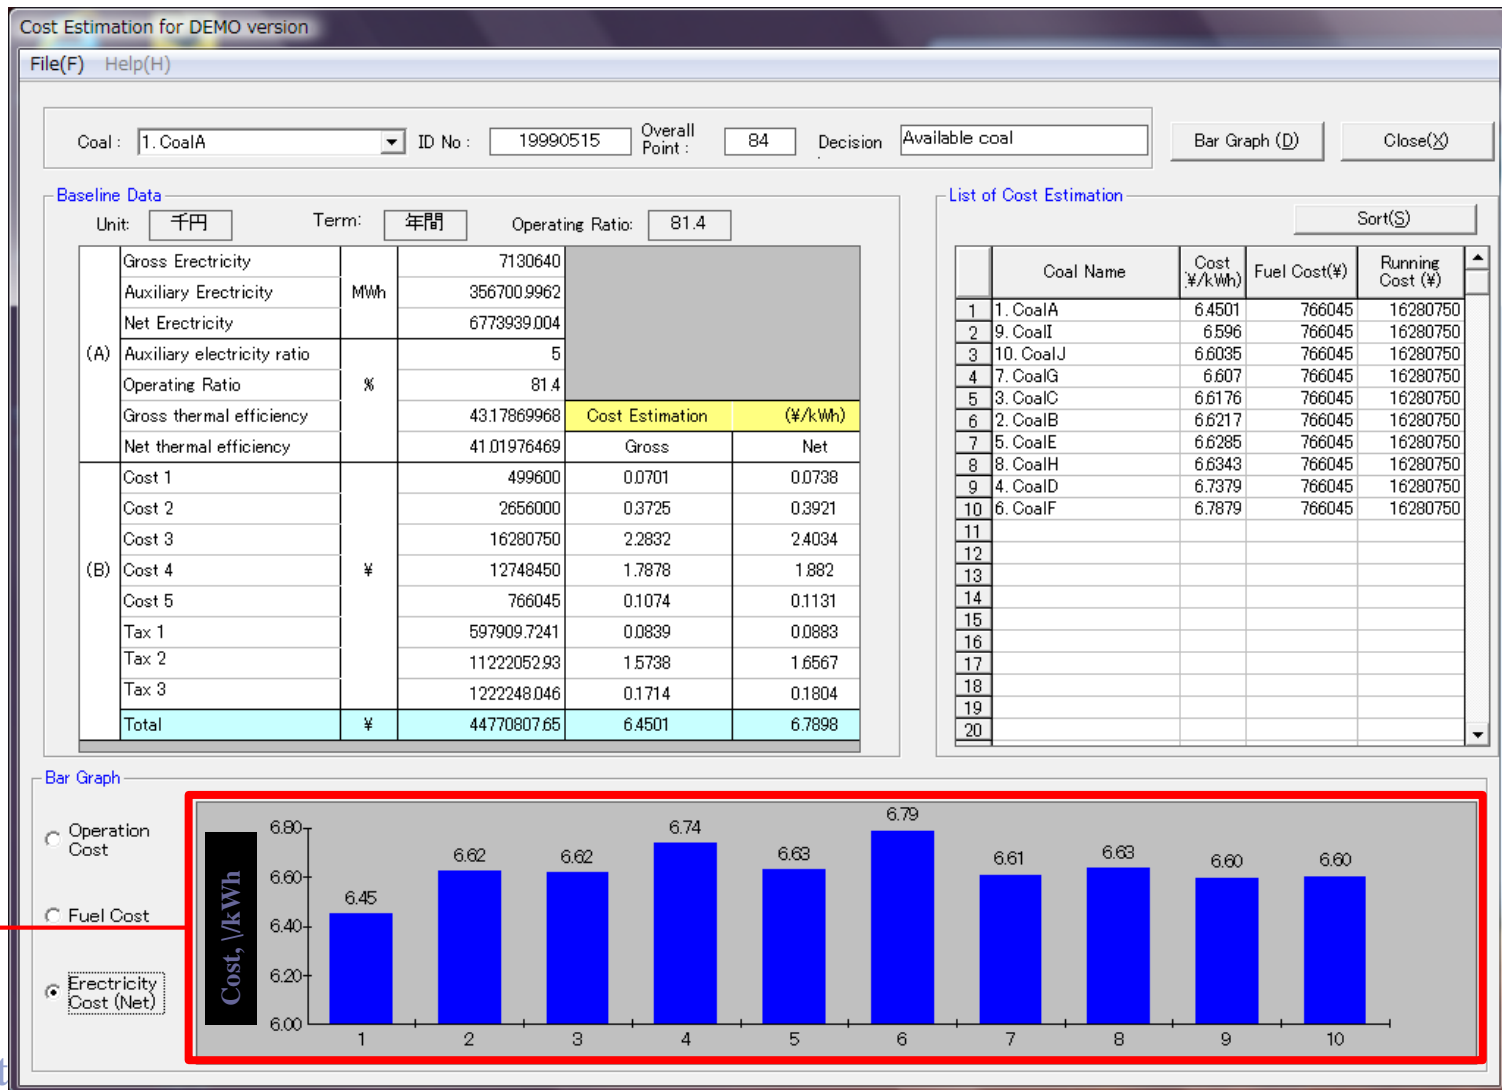 Cost Estimation for DEMO version
File(F) Help(H)
Coal : 1. CoalA ID No : 19990515 Overall Point : 84 Decision : Available coal Bar Graph (D) Close(X)
Baseline Data
Unit: 千円 Term: 年間 Operating Ratio: 81.4
(A)
Gross Erectricity 7130640
Auxiliary Erectricity MWh 356700.9962
Net Erectricity 6773939.004
Auxiliary electricity ratio 5
Operating Ratio % 81.4
Gross thermal efficiency 43.17869968 Cost Estimation (¥/kWh)
Net thermal efficiency 41.01976469 Gross Net
(B)
Cost 1 499600 0.0701 0.0738
Cost 2 2656000 0.3725 0.3921
Cost 3 16280750 2.2832 2.4034
Cost 4 ¥ 12748450 1.7878 1.882
Cost 5 766045 0.1074 0.1131
Tax 1 597909.7241 0.0839 0.0883
Tax 2 11222052.93 1.5738 1.6567
Tax 3 1222248.046 0.1714 0.1804
Total ¥ 44770807.65 6.4501 6.7898
List of Cost Estimation
Sort(S)
Coal Name Cost ¥/kWh) Fuel Cost(¥) Running Cost (¥)
1 1. CoalA 6.4501 766045 16280750
2 9. CoalI 6.596 766045 16280750
3 10. CoalJ 6.6035 766045 16280750
4 7. CoalG 6.607 766045 16280750
5 3. CoalC 6.6176 766045 16280750
6 2. CoalB 6.6217 766045 16280750
7 5. CoalE 6.6285 766045 16280750
8 8. CoalH 6.6343 766045 16280750
9 4. CoalD 6.7379 766045 16280750
10 6. CoalF 6.7879 766045 16280750
11
12
13
14
15
16
17
18
19
20
Bar Graph
Operation
Cost
Fuel Cost
Erectricity
Cost (Net)
Cost, \/kWh
6.80
6.60
6.40
6.20
6.00
6.45 6.62 6.62 6.74 6.63 6.79 6.61 6.63 6.60 6.60
1 2 3 4 5 6 7 8 9 10
t